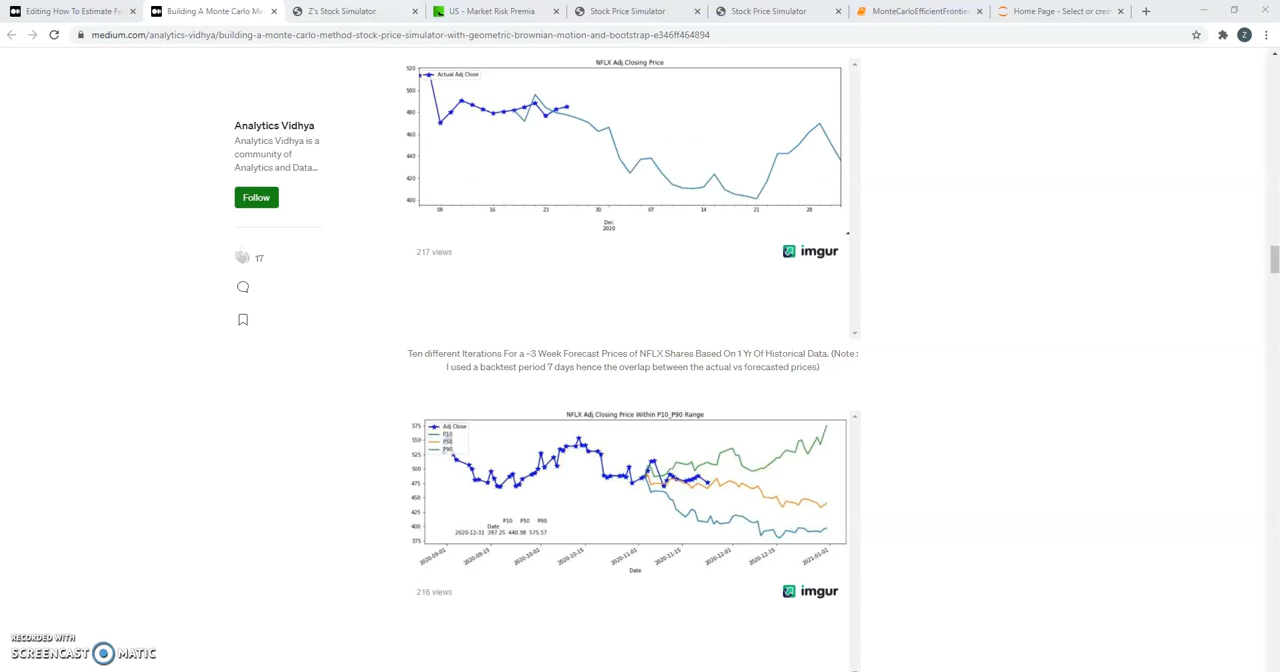 Editing How To Estimate Fu
Building A Monte Carlo Me
Z's Stock Simulator
US - Market Risk Premia
Stock Price Simulator
Stock Price Simulator
MonteCarloEfficientFrontie
Home Page - Select or crea
medium.com/analytics-vidhya/building-a-monte-carlo-method-stock-price-simulator-with-geometric-brownian-motion-and-bootstrap-e346ff464894
Z
Analytics Vidhya
Analytics Vidhya is a
community of
Analytics and Data...
Follow
17
NFLX Adj Closing Price
Actual Adj Close
520
500
480
460
440
420
400
09 16 23 30 07 14 21 28
Dec
2020
217 views
imgur
Ten different Iterations For a ~3 Week Forecast Prices of NFLX Shares Based On 1 Yr Of Historical Data. (Note :
I used a backtest period 7 days hence the overlap between the actual vs forecasted prices)
NFLX Adj.Closing Price Within P10_P90 Range
Adj Close
P10
P50
P90
575
550
525
500
475
450
425
400
375
P10 P50 P90
Date
2020-12-31 397.25 440.98 575.57
2020-09-01 2020-09-15 2020-10-01 2020-10-15 2020-11-01 2020-11-15 2020-12-01 2020-12-15 2021-01-01
Date
216 views
imgur
RECORDED WITH
SCREENCAST MATIC